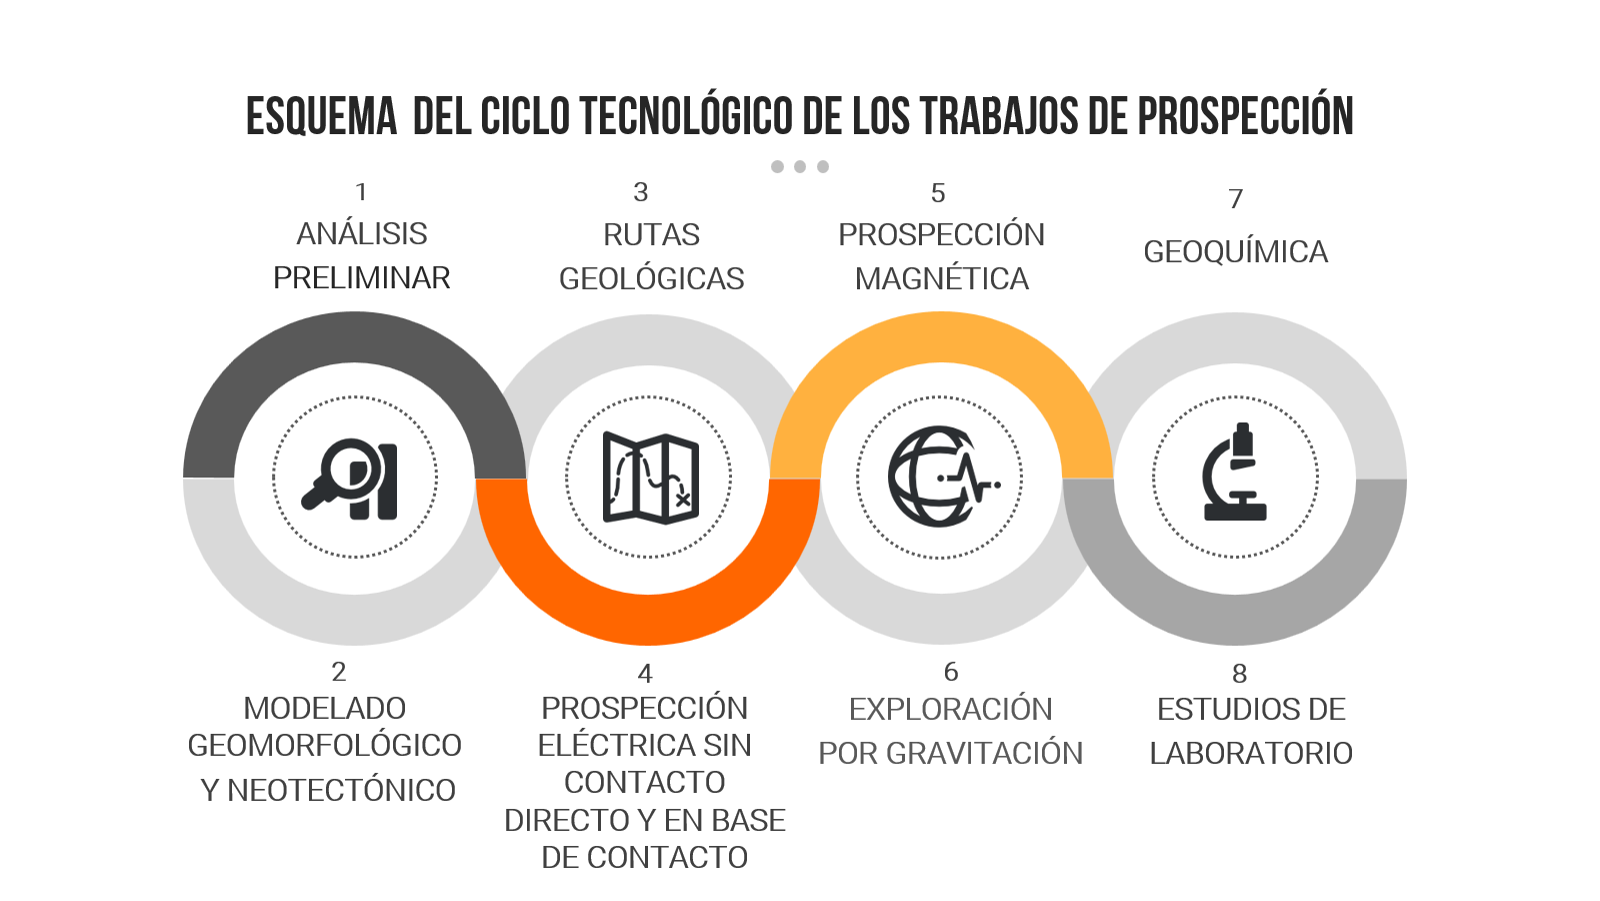 ESQUEMA DEL CICLO TECNOLÓGICO DE LOS TRABAJOS DE PROSPECCIÓN
1
ANÁLISIS
PRELIMINAR
3
RUTAS
GEOLÓGICAS
5
PROSPECCIÓN
MAGNÉTICA
7
GEOQUÍMICA
2
MODELADO
GEOMORFOLÓGICO
Y NEOTECTÓNICO
4
PROSPECCIÓN
ELÉCTRICA SIN
CONTACTO
DIRECTO Y EN BASE
DE CONTACTO
6
EXPLORACIÓN
POR GRAVITACIÓN
8
ESTUDIOS DE
LABORATORIO